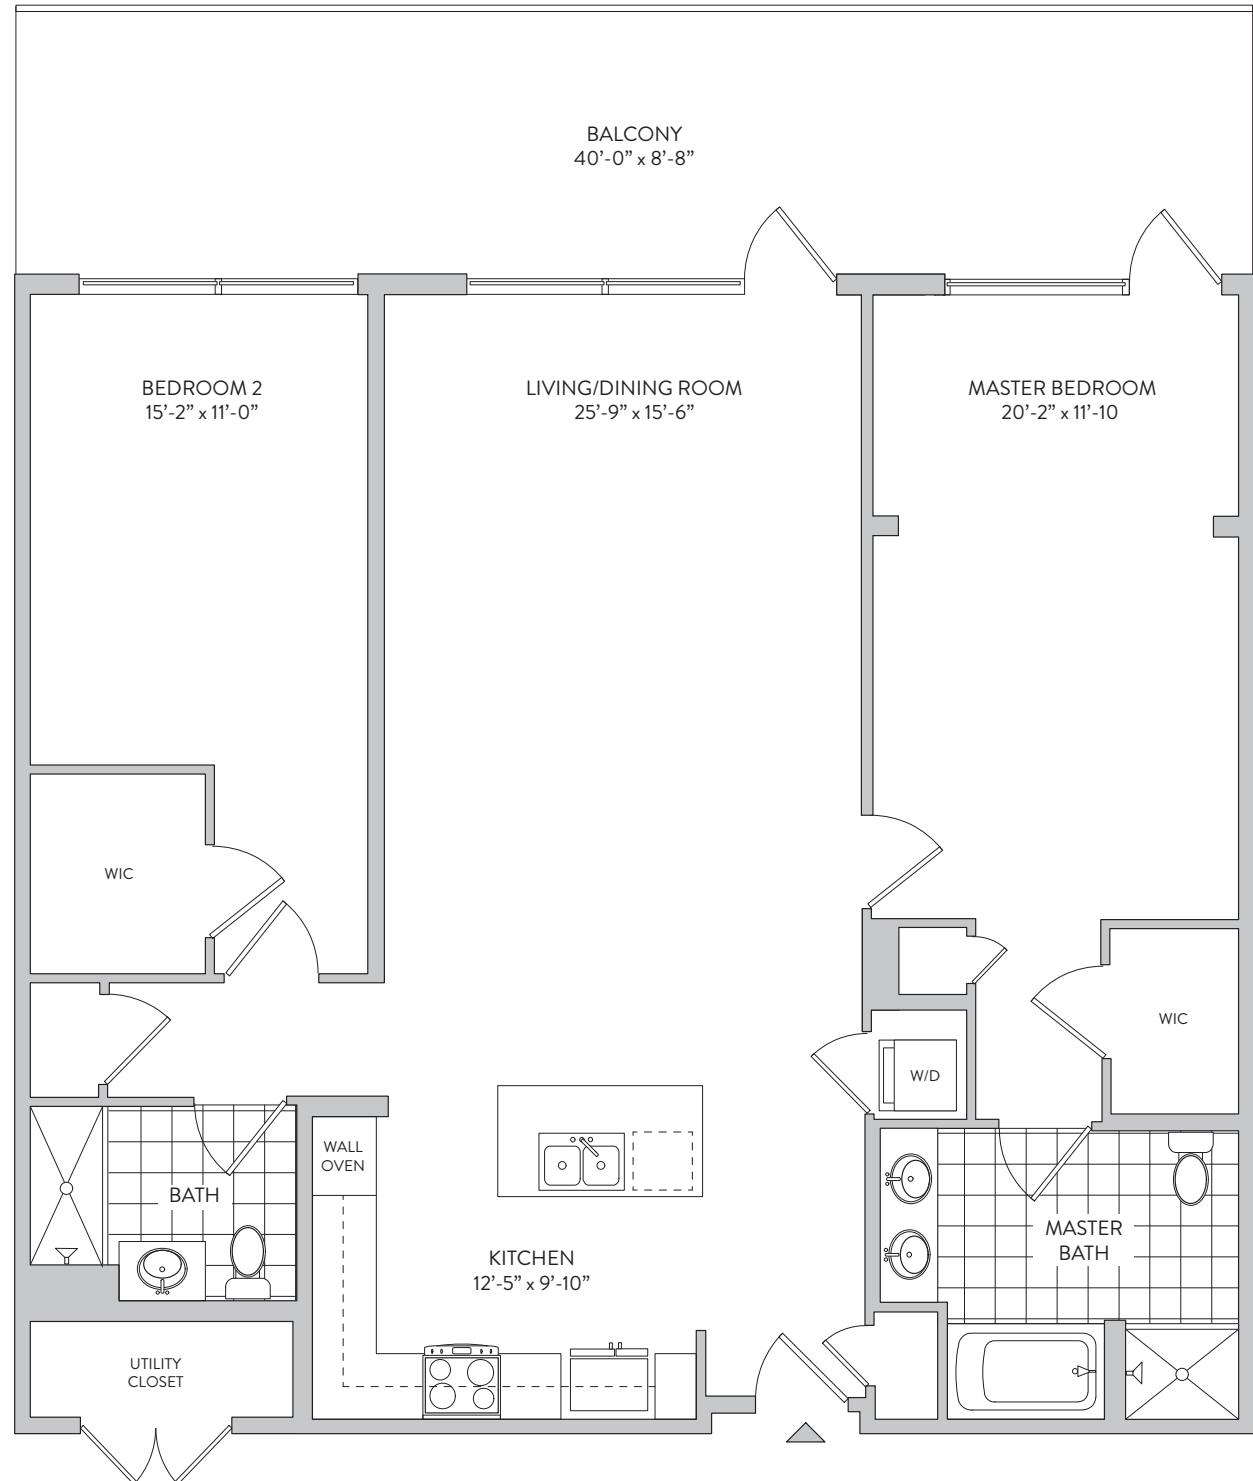 BALCONY
40’-0” x 8’-8”
BEDROOM 2
15’-2” x 11’-0”
LIVING/DINING ROOM
25’-9” x 15’-6”
MASTER BEDROOM
20’-2” x 11’-10
WIC
WIC
W/D
WALL
OVEN
BATH
MASTER
BATH
KITCHEN
12’-5” x 9’-10”
UTILITY
CLOSET